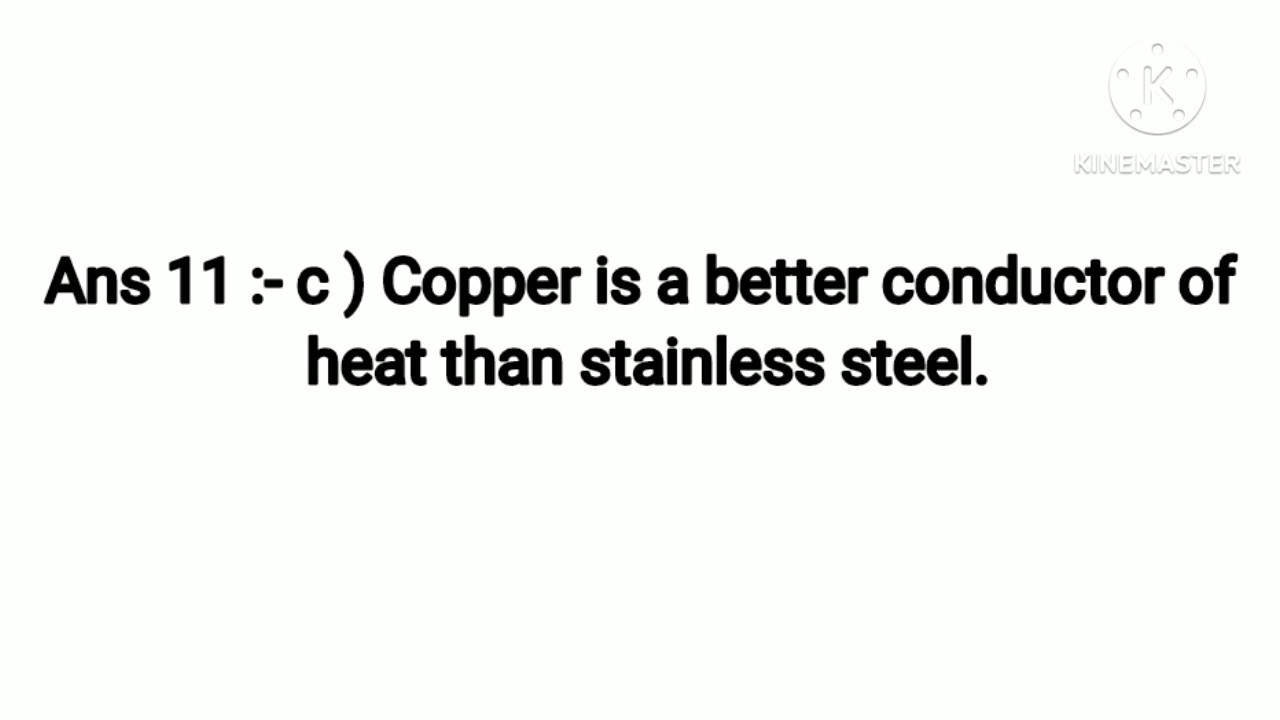 K
KINEMASTER
Ans 11 :- c ) Copper is a better conductor of
heat than stainless steel.